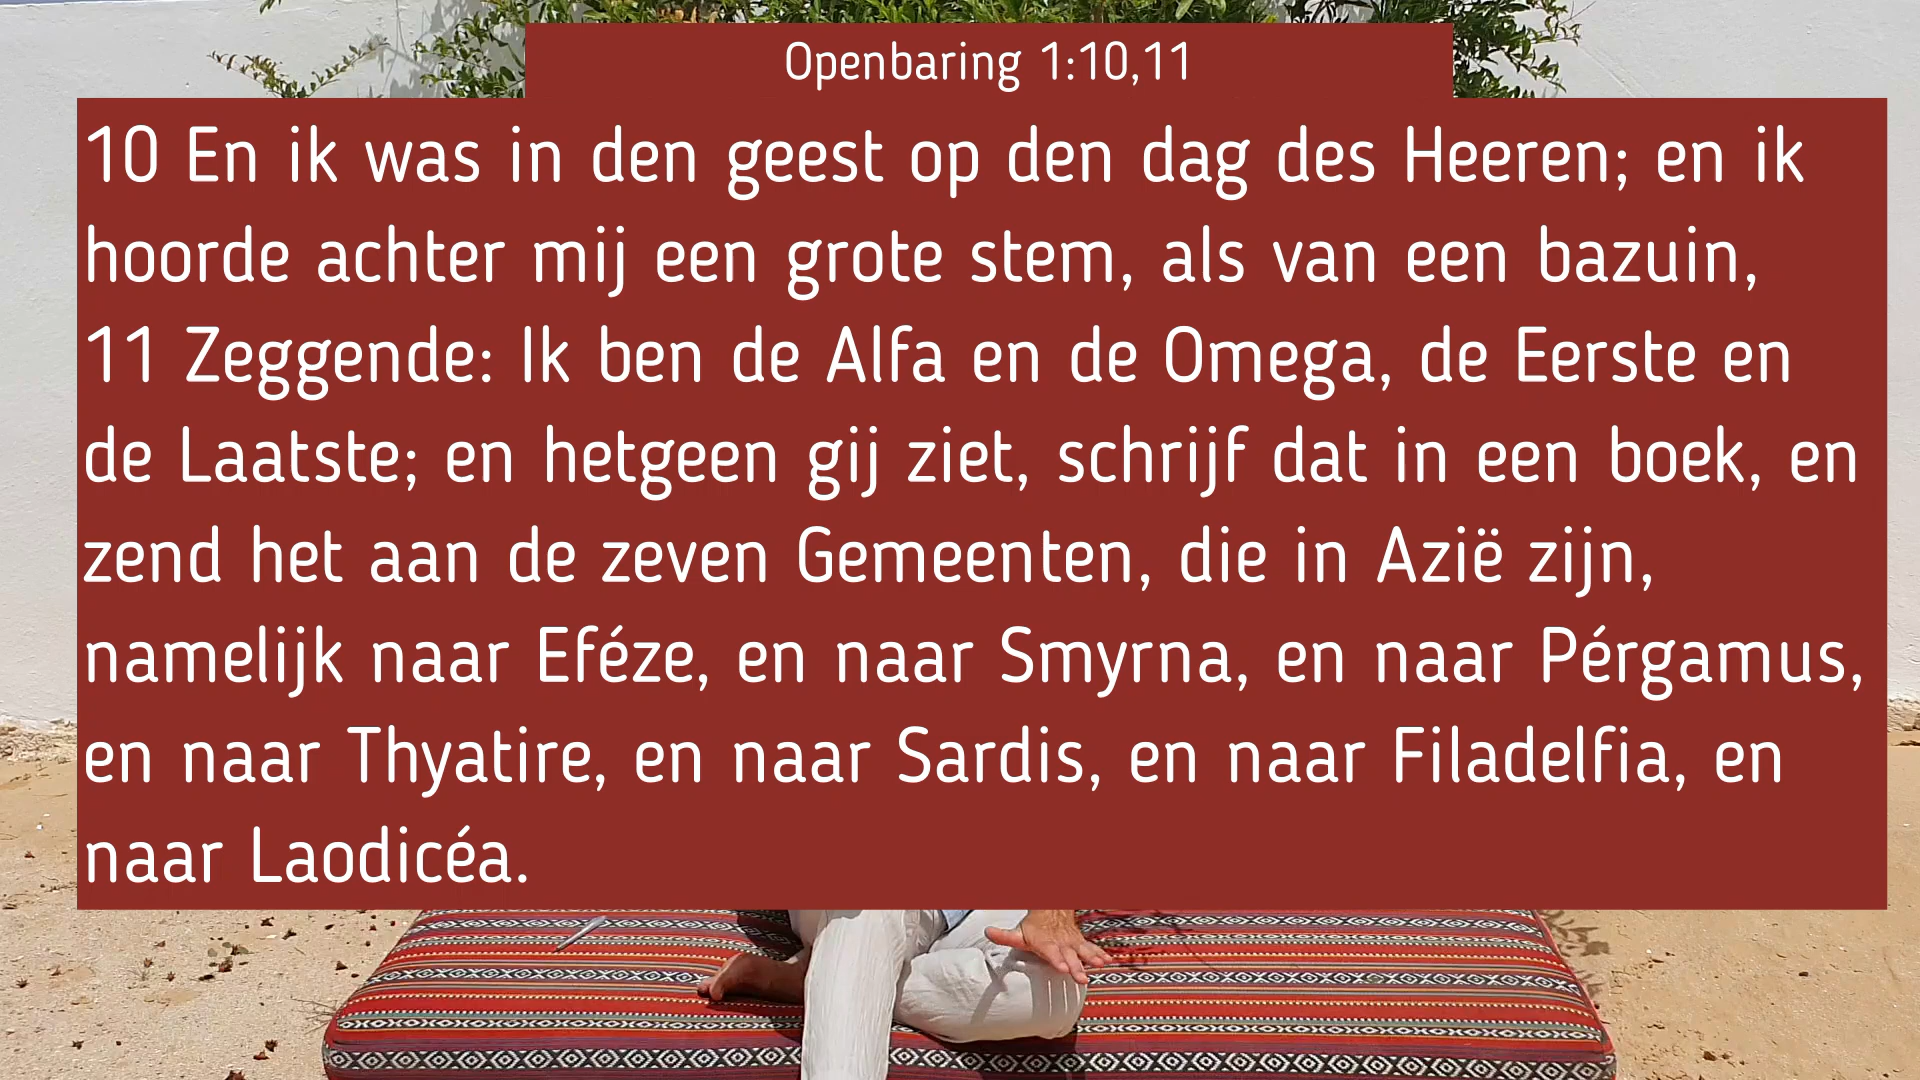 Openbaring 1:10,11
10 En ik was in den geest op den dag des Heeren; en ik
hoorde achter mij een grote stem, als van een bazuin,
11 Zeggende: Ik ben de Alfa en de Omega, de Eerste en
de Laatste; en hetgeen gij ziet, schrijf dat in een boek, en
zend het aan de zeven Gemeenten, die in Azië zijn,
namelijk naar Eféze, en naar Smyrna, en naar Pérgamus,
en naar Thyatire, en naar Sardis, en naar Filadelfia, en
naar Laodicéa.